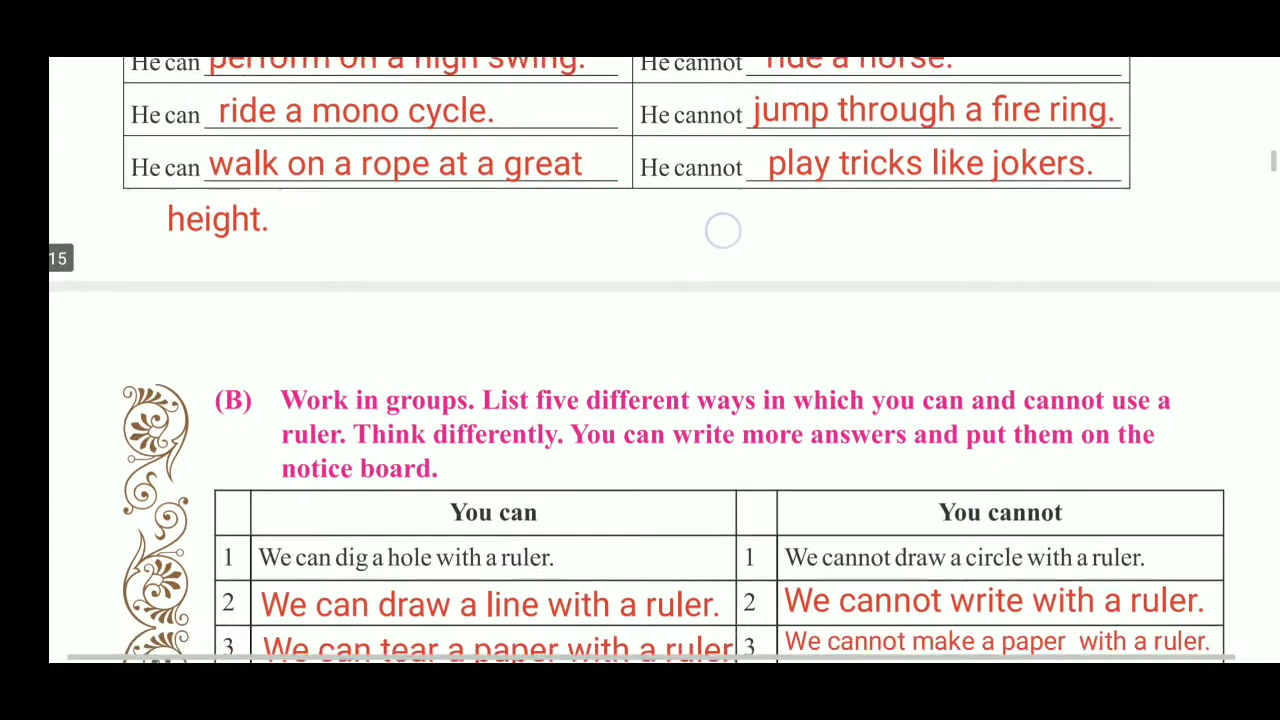 He can perform on a high swing. He cannot ride a horse.
He can ride a mono cycle. He cannot jump through a fire ring.
He can walk on a rope at a great He cannot play tricks like jokers.
height.
15
(B) Work in groups. List five different ways in which you can and cannot use a
ruler. Think differently. You can write more answers and put them on the
notice board.
You can You cannot
1 We can dig a hole with a ruler. 1 We cannot draw a circle with a ruler.
2 We can draw a line with a ruler. 2 We cannot write with a ruler.
3 We can tear a paper with a ruler 3 We cannot make a paper with a ruler.